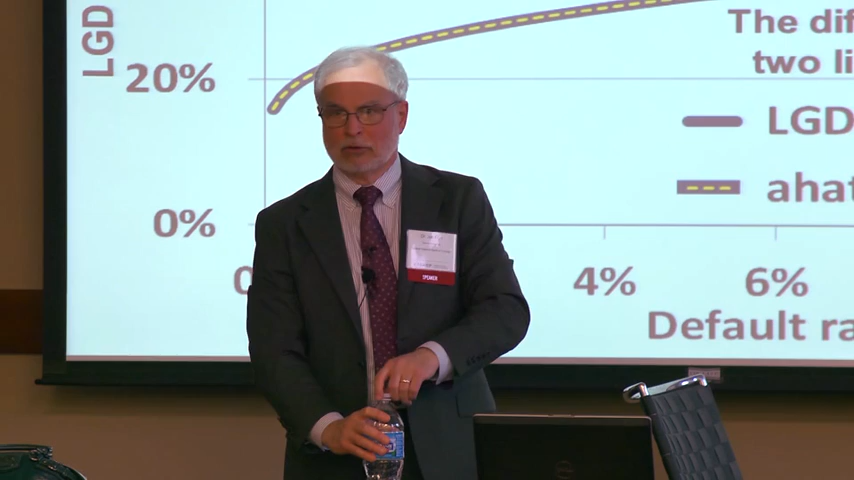 LGD
The dif
two li
20%
LGD
ahat
0%
0
4%
6%
Default ra
SPEAKER